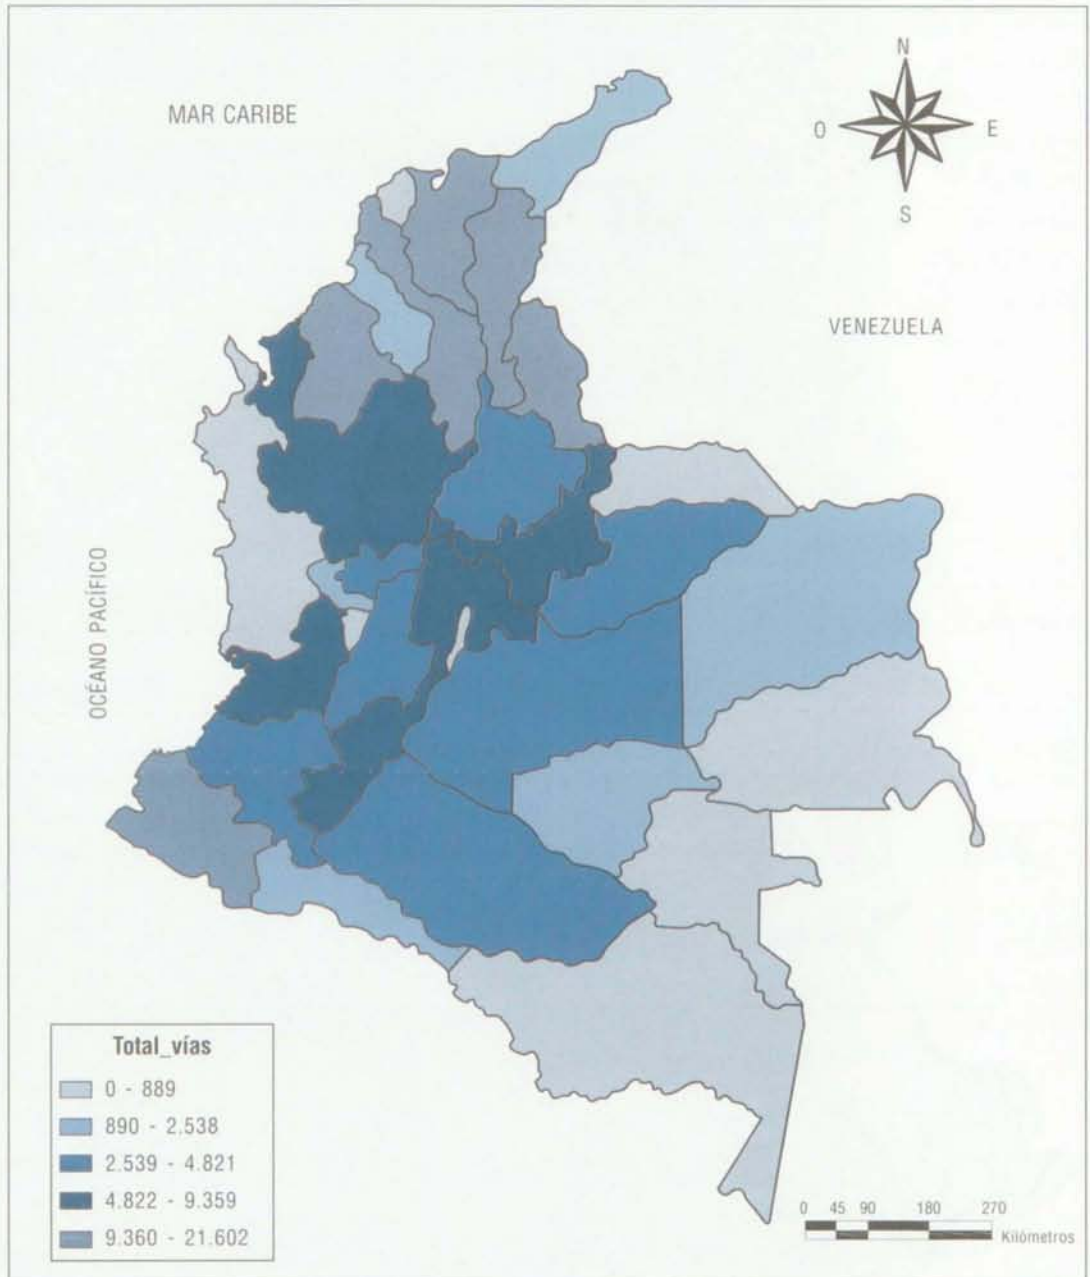 N
MAR CARIBE
O
E
S
VENEZUELA
OCÉANO PACÍFICO
Total_vías
0 - 889
890 - 2.538
2.539 - 4.821
4.822 - 9.359
9.360 - 21.602
0 45 90 180 270
Kilómetros